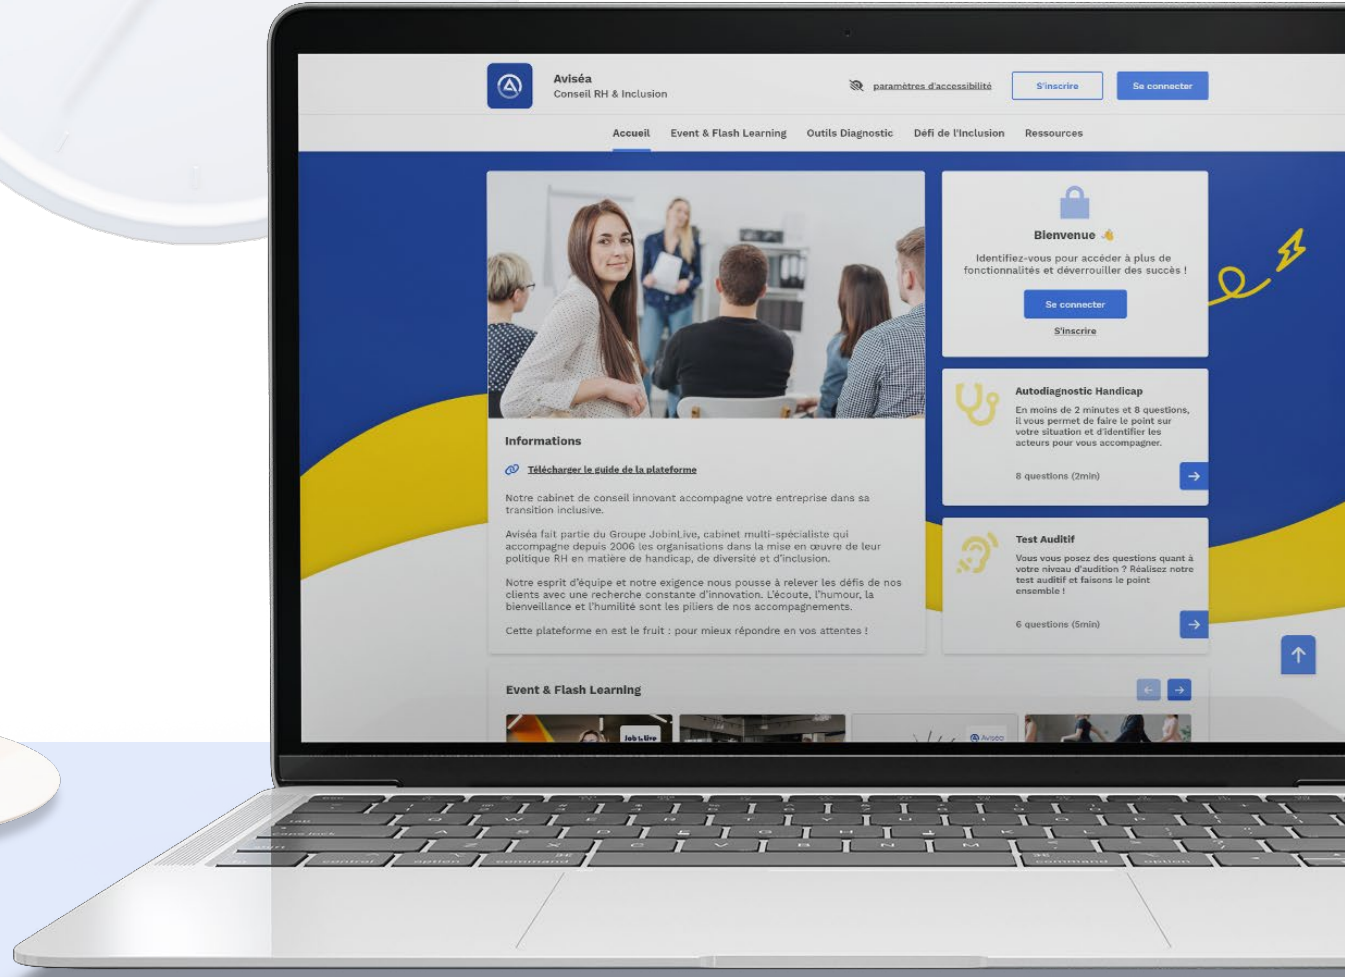 Aviséa
Conseil RH & Inclusion
paramètres d'accessibilité
S'inscrire
Se connecter
Accueil
Event & Flash Learning
Outils Diagnostic
Défi de l'Inclusion
Ressources
Bienvenue
Identifiez-vous pour accéder à plus de
fonctionnalités et déverrouiller des succès !
Se connecter
S'inscrire
Autodiagnostic Handicap
En moins de 2 minutes et 8 questions,
il vous permet de faire le point sur
votre situation et d'identifier les
acteurs pour vous accompagner.
8 questions (2min)
Test Auditif
Vous vous posez des questions quant à
votre niveau d'audition ? Réalisez notre
test auditif et faisons le point
ensemble !
6 questions (5min)
Informations
Télécharger le guide de la plateforme
Notre cabinet de conseil innovant accompagne votre entreprise dans sa
transition inclusive.
Aviséa fait partie du Groupe JobinLive, cabinet multi-spécialiste qui
accompagne depuis 2006 les organisations dans la mise en œuvre de leur
politique RH en matière de handicap, de diversité et d'inclusion.
Notre esprit d'équipe et notre exigence nous pousse à relever les défis de nos
clients avec une recherche constante d'innovation. L'écoute, l'humour, la
bienveillance et l'humilité sont les piliers de nos accompagnements.
Cette plateforme en est le fruit : pour mieux répondre en vos attentes !
Event & Flash Learning
Aviséa
Q W E R T Y U I O P
A S D F G H J K L
Z X C V B N M
control option command
command option